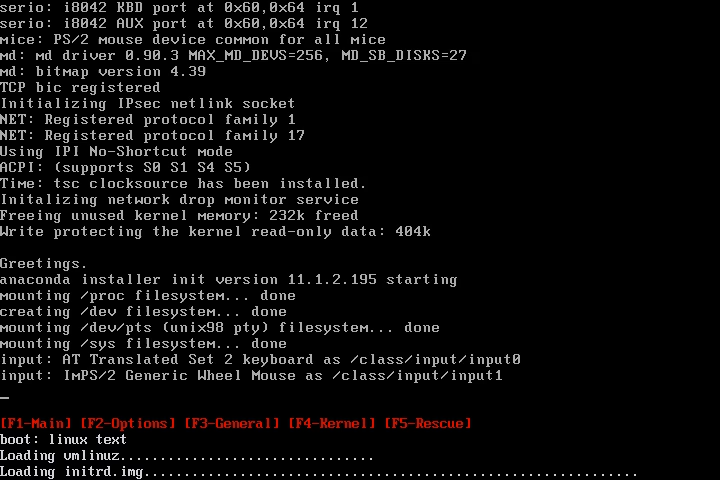 serio: i8042 KBD port at 0x60,0x64 irq 1
serio: i8042 AUX port at 0x60,0x64 irq 12
mice: PS/2 mouse device common for all mice
md: md driver 0.90.3 MAX_MD_DEVS=256, MD_SB_DISKS=27
md: bitmap version 4.39
TCP bic registered
Initializing IPsec netlink socket
NET: Registered protocol family 1
NET: Registered protocol family 17
Using IPI No-Shortcut mode
ACPI: (supports S0 S1 S4 S5)
Time: tsc clocksource has been installed.
Initalizing network drop monitor service
Freeing unused kernel memory: 232k freed
Write protecting the kernel read-only data: 404k
Greetings.
anaconda installer init version 11.1.2.195 starting
mounting /proc filesystem... done
creating /dev filesystem... done
mounting /dev/pts (unix98 pty) filesystem... done
mounting /sys filesystem... done
input: AT Translated Set 2 keyboard as /class/input/input0
input: ImPS/2 Generic Wheel Mouse as /class/input/input1
_
[F1-Main] [F2-Options] [F3-General] [F4-Kernel] [F5-Rescue]
boot: linux text
Loading vmlinuz................................
Loading initrd.img..............................................................